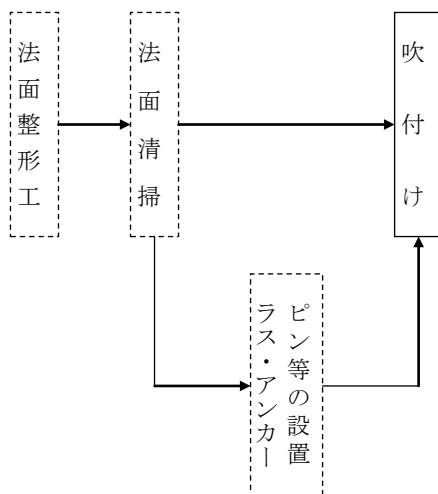 法面整形工
法面清掃
吹付け
ラス・アンカー
ピン等の設置